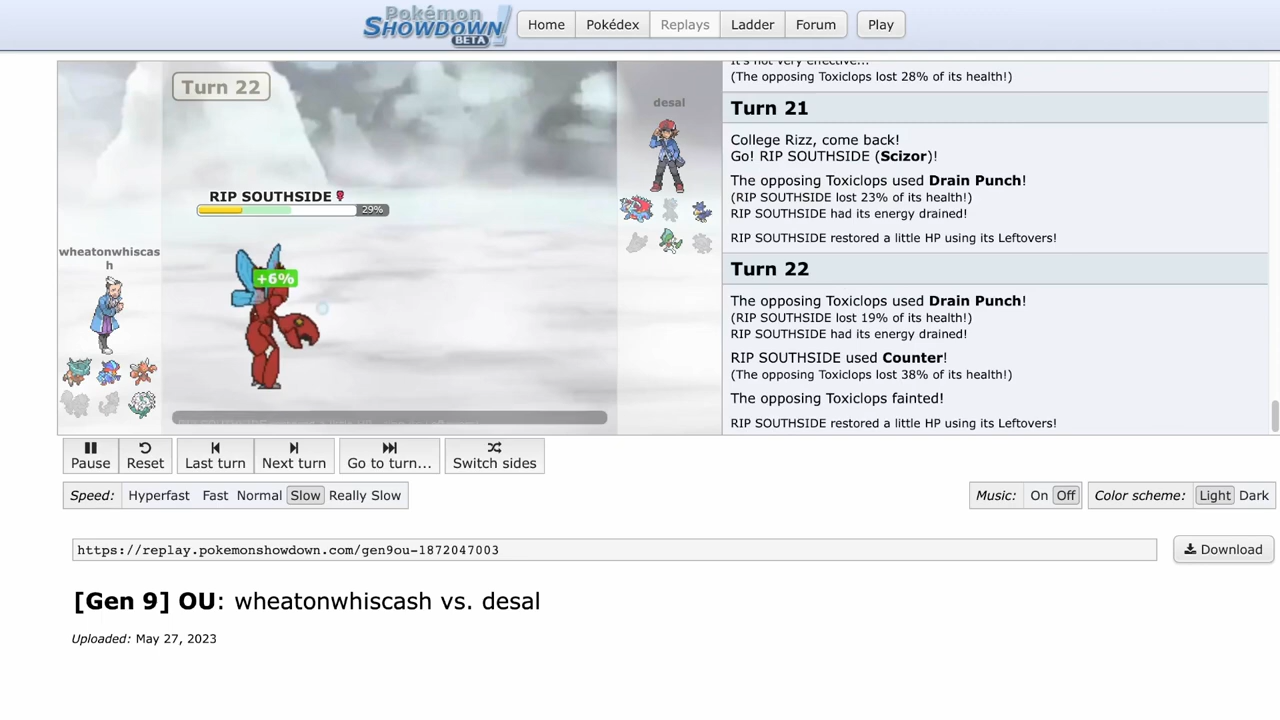 Pokémon
SHOWDOWN!
BETA
Home
Pokédex
Replays
Ladder
Forum
Play
Turn 22
RIP SOUTHSIDE
29%
+6%
wheatonwhiscas
h
desal
It's not very effective...
(The opposing Toxiclops lost 28% of its health!)
Turn 21
College Rizz, come back!
Go! RIP SOUTHSIDE (Scizor)!
The opposing Toxiclops used Drain Punch!
(RIP SOUTHSIDE lost 23% of its health!)
RIP SOUTHSIDE had its energy drained!
RIP SOUTHSIDE restored a little HP using its Leftovers!
Turn 22
The opposing Toxiclops used Drain Punch!
(RIP SOUTHSIDE lost 19% of its health!)
RIP SOUTHSIDE had its energy drained!
RIP SOUTHSIDE used Counter!
(The opposing Toxiclops lost 38% of its health!)
The opposing Toxiclops fainted!
RIP SOUTHSIDE restored a little HP using its Leftovers!
Pause
Reset
Last turn
Next turn
Go to turn...
Switch sides
Speed: Hyperfast Fast Normal Slow Really Slow
Music: On Off
Color scheme: Light Dark
https://replay.pokemonshowdown.com/gen9ou-1872047003
Download
[Gen 9] OU: wheatonwhiscash vs. desal
Uploaded: May 27, 2023